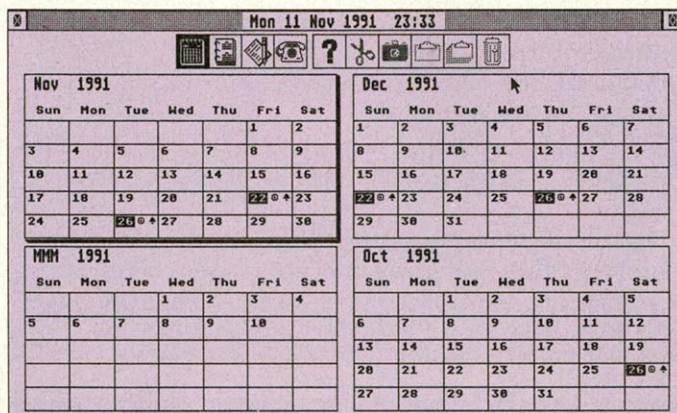 Mon 11 Nov 1991 23:33
?
Nov 1991
Sun Mon Tue Wed Thu Fri Sat
1 2
3 4 5 6 7 8 9
10 11 12 13 14 15 16
17 18 19 20 21 22 23
24 25 26 27 28 29 30
Dec 1991
Sun Mon Tue Wed Thu Fri Sat
1 2 3 4 5 6 7
8 9 10 11 12 13 14
15 16 17 18 19 20 21
22 23 24 25 26 27 28
29 30 31
MMM 1991
Sun Mon Tue Wed Thu Fri Sat
1 2 3 4
5 6 7 8 9 10
Oct 1991
Sun Mon Tue Wed Thu Fri Sat
1 2 3 4 5
6 7 8 9 10 11 12
13 14 15 16 17 18 19
20 21 22 23 24 25 26
27 28 29 30 31